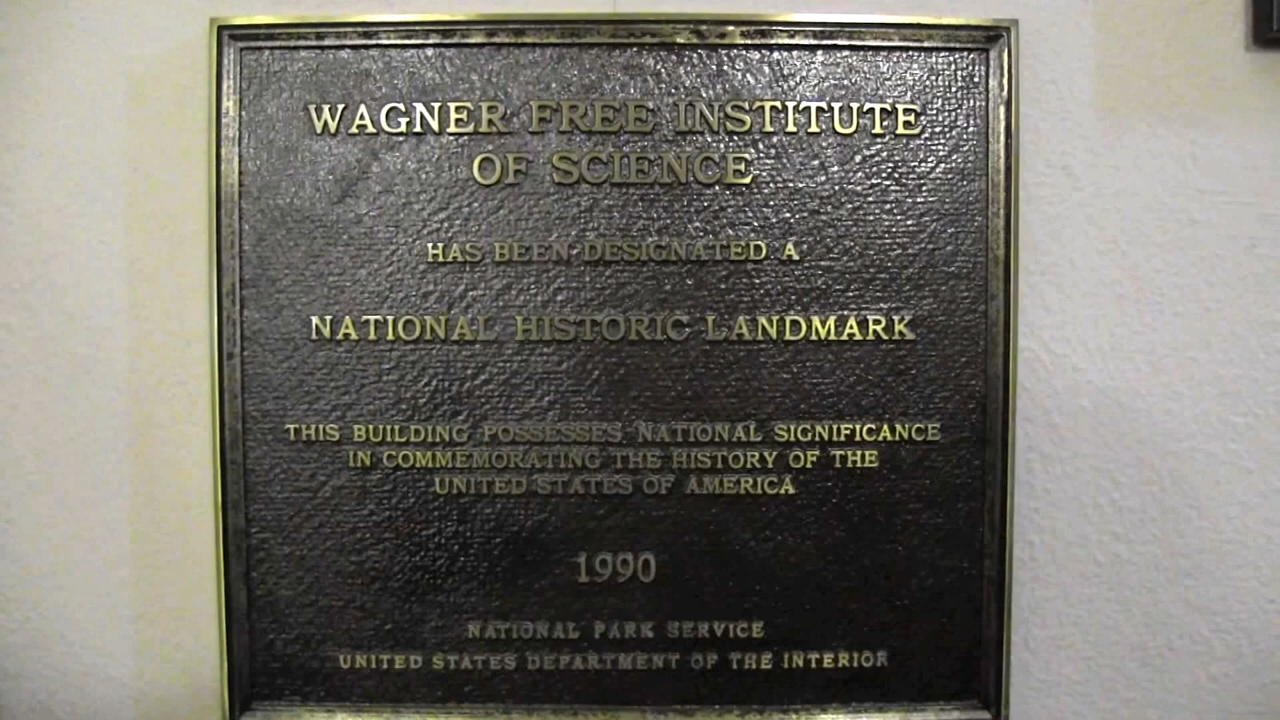 WAGNER FREE INSTITUTE
OF SCIENCE
HAS BEEN DESIGNATED A
NATIONAL HISTORIC LANDMARK
THIS BUILDING POSSESSES NATIONAL SIGNIFICANCE
IN COMMEMORATING THE HISTORY OF THE
UNITED STATES OF AMERICA
1990
NATIONAL PARK SERVICE
UNITED STATES DEPARTMENT OF THE INTERIOR